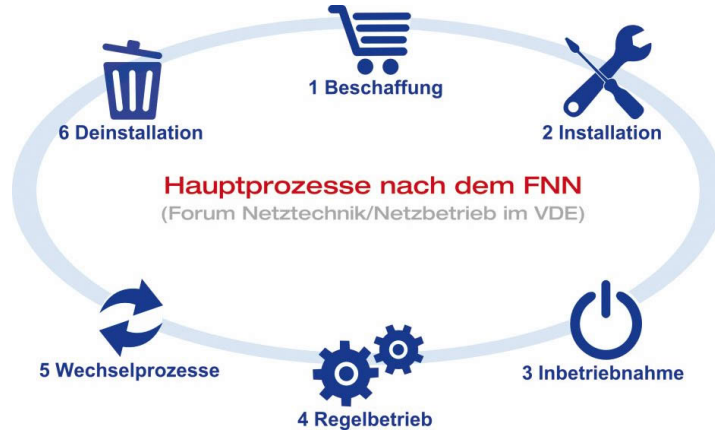 1 Beschaffung
6 Deinstallation
2 Installation
Hauptprozesse nach dem FNN
(Forum Netztechnik/Netzbetrieb im VDE)
5 Wechselprozesse
3 Inbetriebnahme
4 Regelbetrieb